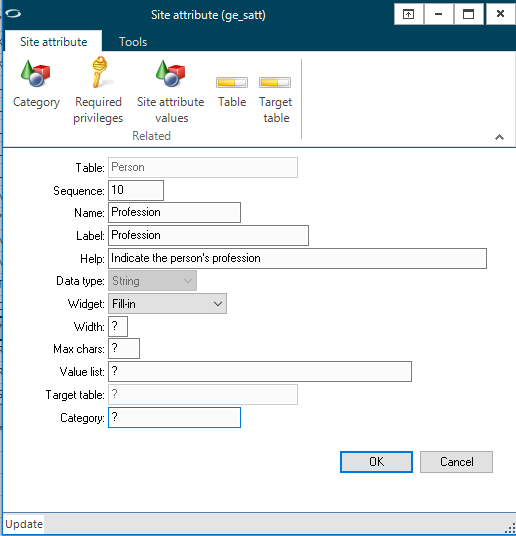 Site attribute (ge_satt)
Site attribute Tools
Category Required privileges Site attribute values Table Target table
Related
Table: Person
Sequence: 10
Name: Profession
Label: Profession
Help: Indicate the person's profession
Data type: String
Widget: Fill-in
Width: ?
Max chars: ?
Value list: ?
Target table: ?
Category: ?
OK Cancel
Update